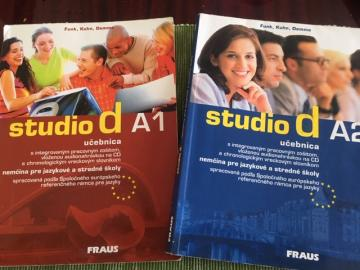 Funk, Kuhn, Demme
studio d A1
učebnica
s integrovaným pracovným zošitom,
vloženou audionahrávkou na CD
a chronologickým vreckovým slovníkom
nemčina pre jazykové a stredné školy
spracovaná podľa Spoločného európskeho
referenčného rámca pre jazyky
FRAUS
Funk, Kuhn, Demme
studio d A2
učebnica
s integrovaným pracovným zošitom,
vloženou audionahrávkou na CD
a chronologickým vreckovým slovníkom
nemčina pre jazykové a stredné školy
spracovaná podľa Spoločného európskeho
referenčného rámca pre jazyky
FRAUS